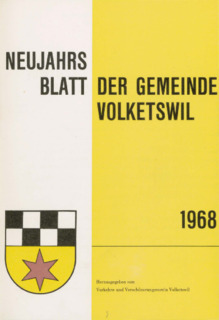 NEUJAHRS
BLATT DER GEMEINDE
VOLKETSWIL
1968
Herausgegeben vom
Verkehrs- und Verschönerungsverein Volketswil